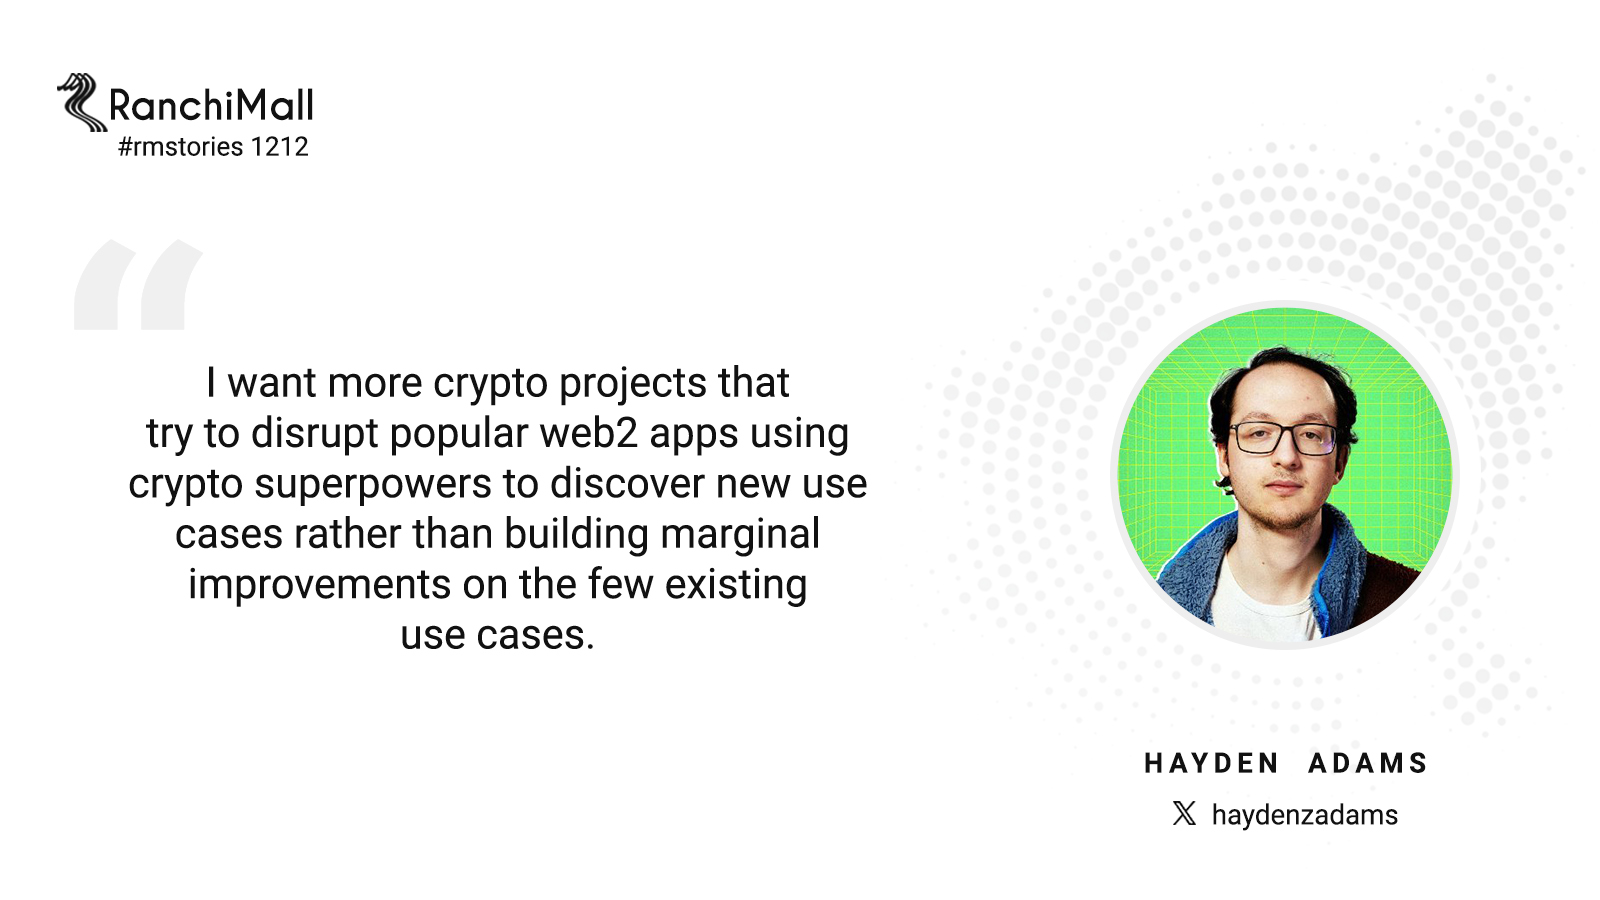 RanchiMall
#rmstories 1212
“
I want more crypto projects that
try to disrupt popular web2 apps using
crypto superpowers to discover new use
cases rather than building marginal
improvements on the few existing
use cases.
HAYDEN ADAMS
X haydenzadams